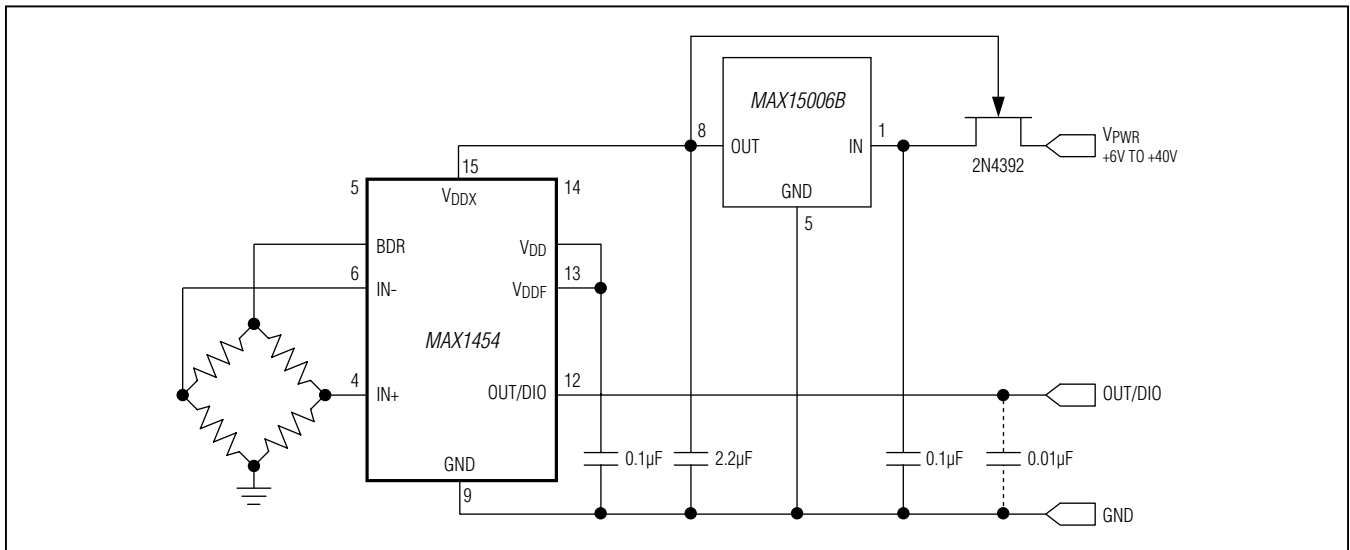 MAX15006B
8
OUT
IN
1
GND
5
2N4392
VPWR
+6V TO +40V
15
5
VDDX
14
BDR
VDD
6
13
IN-
VDDF
MAX1454
4
IN+
OUT/DIO
12
OUT/DIO
GND
9
0.1µF
2.2µF
0.1µF
0.01µF
GND